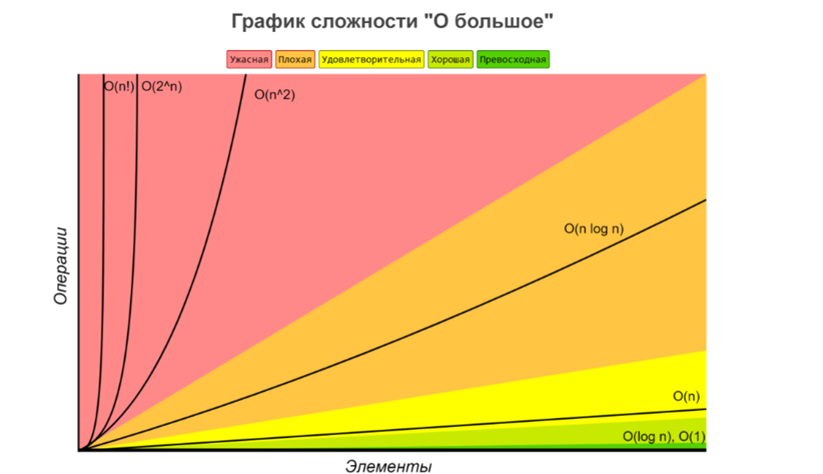 График сложности "О большое"
Ужасная Плохая Удовлетворительная Хорошая Превосходная
O(n!) O(2^n)
O(n^2)
O(n log n)
O(n)
O(log n), O(1)
Операции
Элементы